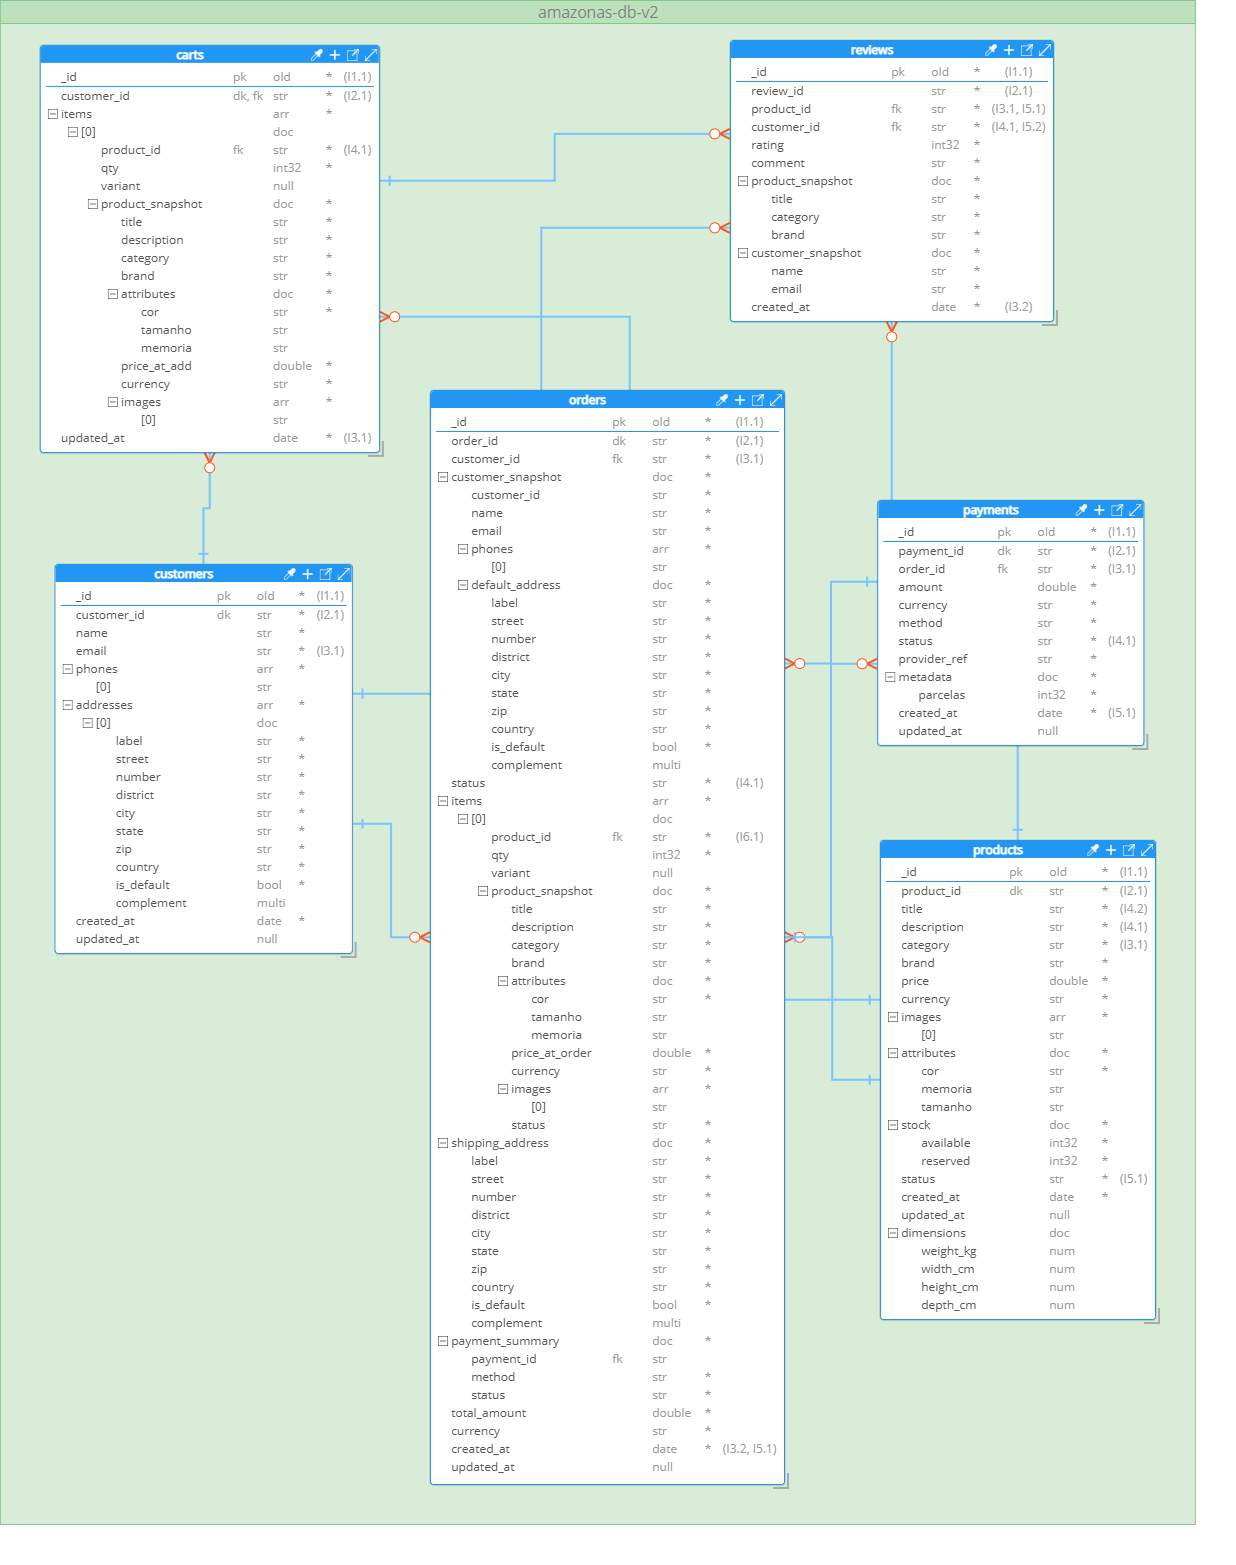 amazonas-db-v2
carts
_id pk old * (I1.1)
customer_id dk, fk str * (I2.1)
items arr *
[0] doc
product_id fk str * (I4.1)
qty int32 *
variant null
product_snapshot doc *
title str *
description str *
category str *
brand str *
attributes doc *
cor str *
tamanho str
memoria str
price_at_add double *
currency str *
images arr *
[0] str
updated_at date * (I3.1)
reviews
_id pk old * (I1.1)
review_id str * (I2.1)
product_id fk str * (I3.1, I5.1)
customer_id fk str * (I4.1, I5.2)
rating int32 *
comment str *
product_snapshot doc *
title str *
category str *
brand str *
customer_snapshot doc *
name str *
email str *
created_at date * (I3.2)
customers
_id pk old * (I1.1)
customer_id dk str * (I2.1)
name str *
email str * (I3.1)
phones arr *
[0] str
addresses arr *
[0] doc
label str *
street str *
number str *
district str *
city str *
state str *
zip str *
country str *
is_default bool *
complement multi
created_at date *
updated_at null
orders
_id pk old * (I1.1)
order_id dk str * (I2.1)
customer_id fk str * (I3.1)
customer_snapshot doc *
customer_id str *
name str *
email str *
phones arr *
[0] str
default_address doc *
label str *
street str *
number str *
district str *
city str *
state str *
zip str *
country str *
is_default bool *
complement multi
status str * (I4.1)
items arr *
[0] doc
product_id fk str * (I6.1)
qty int32 *
variant null
product_snapshot doc *
title str *
description str *
category str *
brand str *
attributes doc *
cor str *
tamanho str
memoria str
price_at_order double *
currency str *
images arr *
[0] str
status str *
shipping_address doc *
label str *
street str *
number str *
district str *
city str *
state str *
zip str *
country str *
is_default bool *
complement multi
payment_summary doc *
payment_id fk str
method str *
status str *
total_amount double *
currency str *
created_at date * (I3.2, I5.1)
updated_at null
payments
_id pk old * (I1.1)
payment_id dk str * (I2.1)
order_id fk str * (I3.1)
amount double *
currency str *
method str *
status str * (I4.1)
provider_ref str *
metadata doc *
parcelas int32 *
created_at date * (I5.1)
updated_at null
products
_id pk old * (I1.1)
product_id dk str * (I2.1)
title str * (I4.2)
description str * (I4.1)
category str * (I3.1)
brand str *
price double *
currency str *
images arr *
[0] str
attributes doc *
cor str *
memoria str
tamanho str
stock doc *
available int32 *
reserved int32 *
status str * (I5.1)
created_at date *
updated_at null
dimensions doc
weight_kg num
width_cm num
height_cm num
depth_cm num